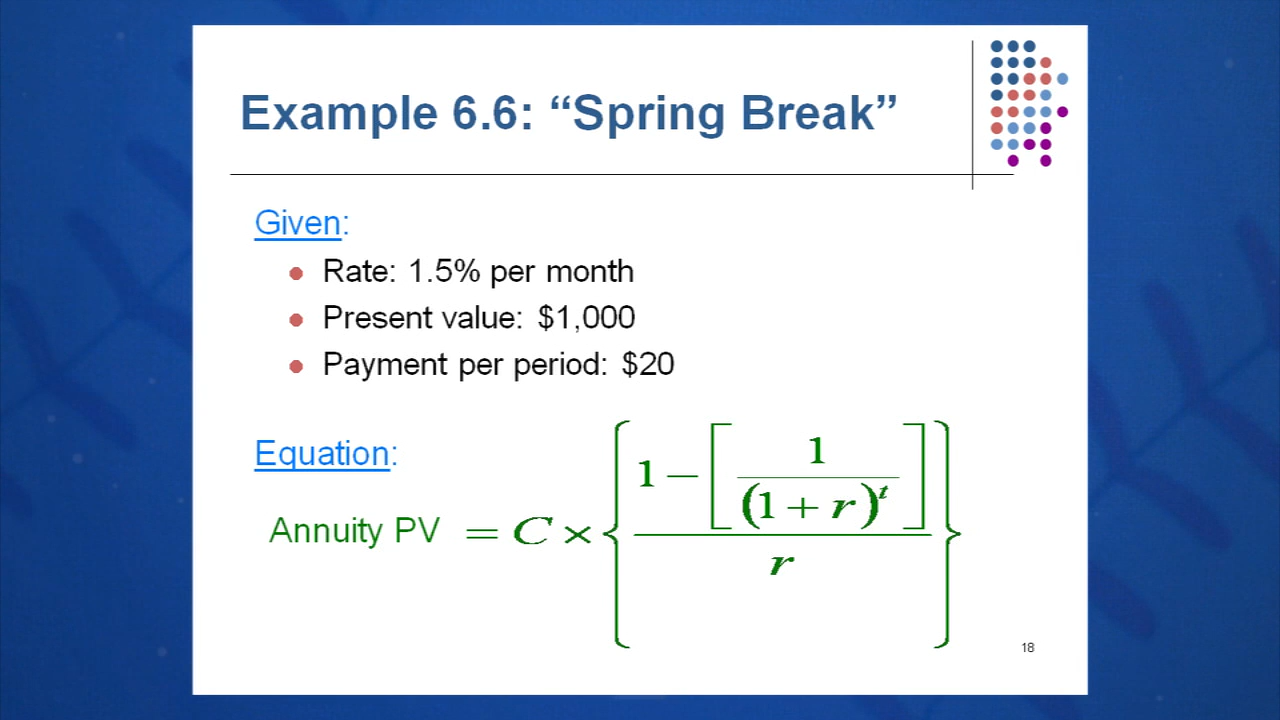 Example 6.6: “Spring Break”
Given:
Rate: 1.5% per month
Present value: $1,000
Payment per period: $20
Equation:
Annuity PV = C × { 1 − [ 1 / (1 + r)^t ] / r }
18